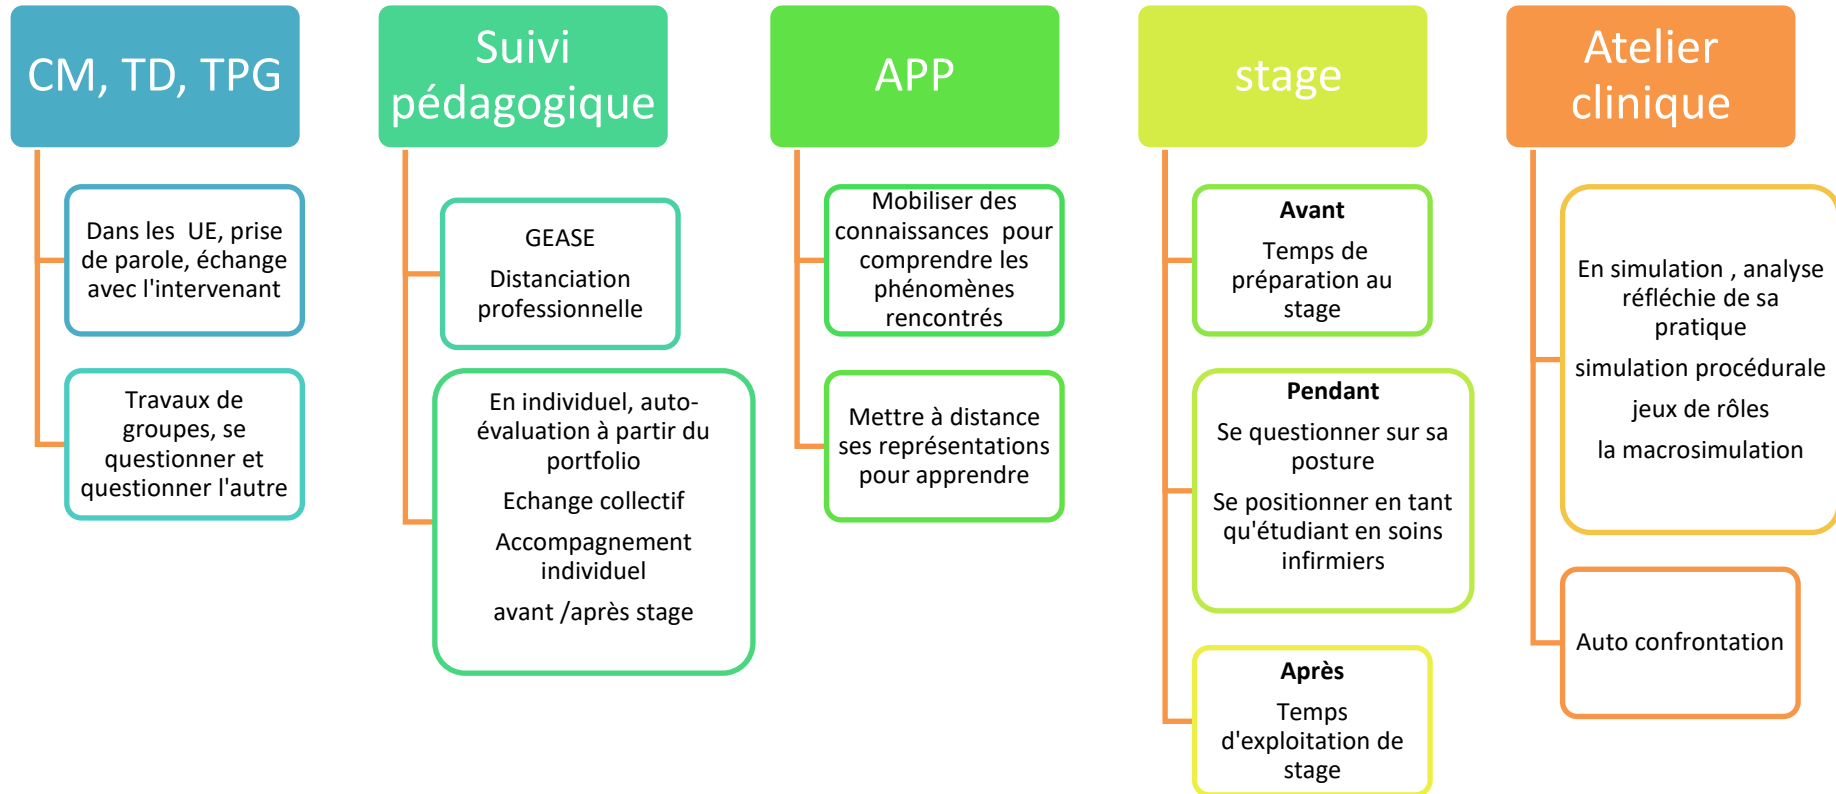 CM, TD, TPG
Dans les UE, prise
de parole, échange
avec l'intervenant
Travaux de
groupes, se
questionner et
questionner l'autre
Suivi
pédagogique
GEASE
Distanciation
professionnelle
En individuel, auto-
évaluation à partir du
portfolio
Echange collectif
Accompagnement
individuel
avant /après stage
APP
Mobiliser des
connaissances pour
comprendre les
phénomènes
rencontrés
Mettre à distance
ses représentations
pour apprendre
stage
Avant
Temps de
préparation au
stage
Pendant
Se questionner sur sa
posture
Se positionner en tant
qu'étudiant en soins
infirmiers
Après
Temps
d'exploitation de
stage
Atelier
clinique
En simulation , analyse
réfléchie de sa
pratique
simulation procédurale
jeux de rôles
la macrosimulation
Auto confrontation